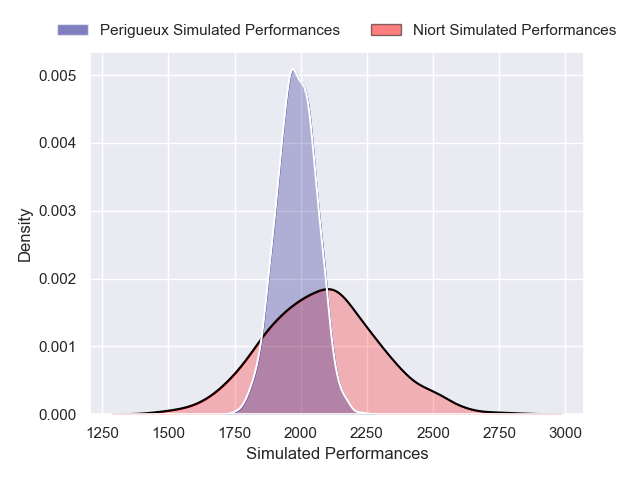 Perigueux Simulated Performances Niort Simulated Performances
0.005
0.004
0.003
0.002
0.001
0.000
Density
1250 1500 1750 2000 2250 2500 2750 3000
Simulated Performances